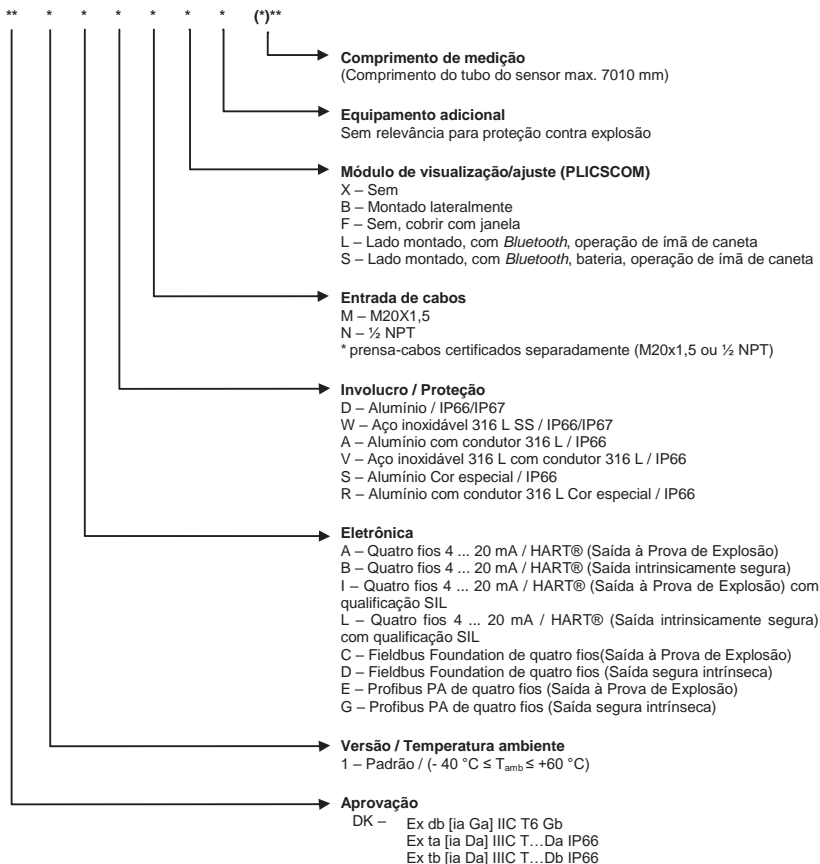 ** * * * * * * (*)**
Comprimento de medição
(Comprimento do tubo do sensor max. 7010 mm)
Equipamento adicional
Sem relevância para proteção contra explosão
Módulo de visualização/ajuste (PLICSCOM)
X – Sem
B – Montado lateralmente
F – Sem, cobrir com janela
L – Lado montado, com Bluetooth, operação de ímã de caneta
S – Lado montado, com Bluetooth, bateria, operação de ímã de caneta
Entrada de cabos
M – M20X1,5
N – ½ NPT
* prensa-cabos certificados separadamente (M20x1,5 ou ½ NPT)
Involucro / Proteção
D – Alumínio / IP66/IP67
W – Aço inoxidável 316 L SS / IP66/IP67
A – Alumínio com condutor 316 L / IP66
V – Aço inoxidável 316 L com condutor 316 L / IP66
S – Alumínio Cor especial / IP66
R – Alumínio com condutor 316 L Cor especial / IP66
Eletrônica
A – Quatro fios 4 ... 20 mA / HART® (Saída à Prova de Explosão)
B – Quatro fios 4 ... 20 mA / HART® (Saída intrinsicamente segura)
I – Quatro fios 4 ... 20 mA / HART® (Saída à Prova de Explosão) com
qualificação SIL
L – Quatro fios 4 ... 20 mA / HART® (Saída intrinsicamente segura)
com qualificação SIL
C – Fieldbus Foundation de quatro fios(Saída à Prova de Explosão)
D – Fieldbus Foundation de quatro fios (Saída segura intrínseca)
E – Profibus PA de quatro fios (Saída à Prova de Explosão)
G – Profibus PA de quatro fios (Saída segura intrínseca)
Versão / Temperatura ambiente
1 – Padrão / (- 40 °C ≤ Tamb ≤ +60 °C)
Aprovação
DK – Ex db [ia Ga] IIC T6 Gb
Ex ta [ia Da] IIIC T…Da IP66
Ex tb [ia Da] IIIC T…Db IP66